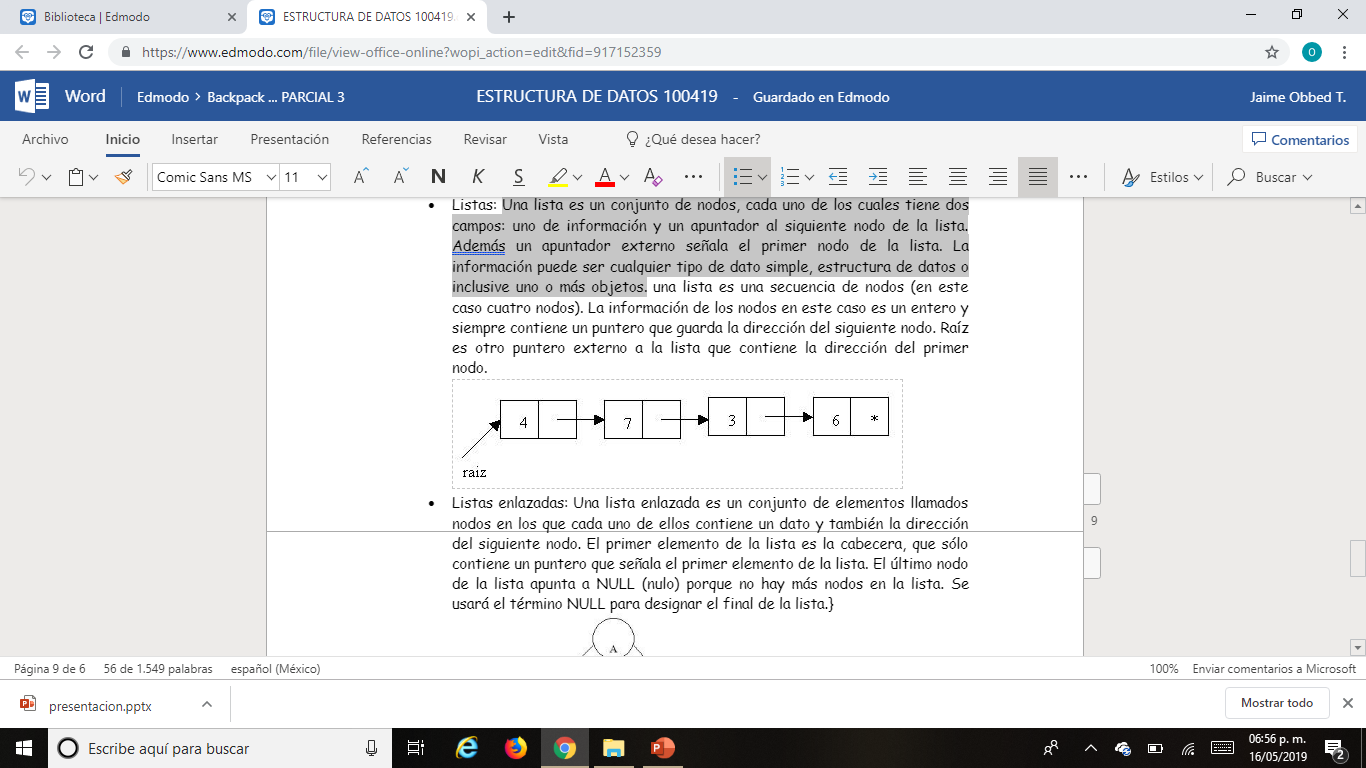 Biblioteca | Edmodo
ESTRUCTURA DE DATOS 100419
https://www.edmodo.com/file/view-office-online?wopi_action=edit&fid=917152359
O
Word
Edmodo > Backpack ... PARCIAL 3
ESTRUCTURA DE DATOS 100419 - Guardado en Edmodo
Jaime Obbed T.
Archivo Inicio Insertar Presentación Referencias Revisar Vista ¿Qué desea hacer? Comentarios
Comic Sans MS 11 A A N K S A Estilos Buscar
• Listas: Una lista es un conjunto de nodos, cada uno de los cuales tiene dos
campos: uno de información y un apuntador al siguiente nodo de la lista.
Además un apuntador externo señala el primer nodo de la lista. La
información puede ser cualquier tipo de dato simple, estructura de datos o
inclusive uno o más objetos. una lista es una secuencia de nodos (en este
caso cuatro nodos). La información de los nodos en este caso es un entero y
siempre contiene un puntero que guarda la dirección del siguiente nodo. Raíz
es otro puntero externo a la lista que contiene la dirección del primer
nodo.
4 7 3 6 *
raiz
• Listas enlazadas: Una lista enlazada es un conjunto de elementos llamados
nodos en los que cada uno de ellos contiene un dato y también la dirección
9
del siguiente nodo. El primer elemento de la lista es la cabecera, que sólo
contiene un puntero que señala el primer elemento de la lista. El último nodo
de la lista apunta a NULL (nulo) porque no hay más nodos en la lista. Se
usará el término NULL para designar el final de la lista.}
A
Página 9 de 6 56 de 1.549 palabras español (México) 100% Enviar comentarios a Microsoft
presentacion.pptx
Mostrar todo
Escribe aquí para buscar
06:56 p. m.
16/05/2019
2